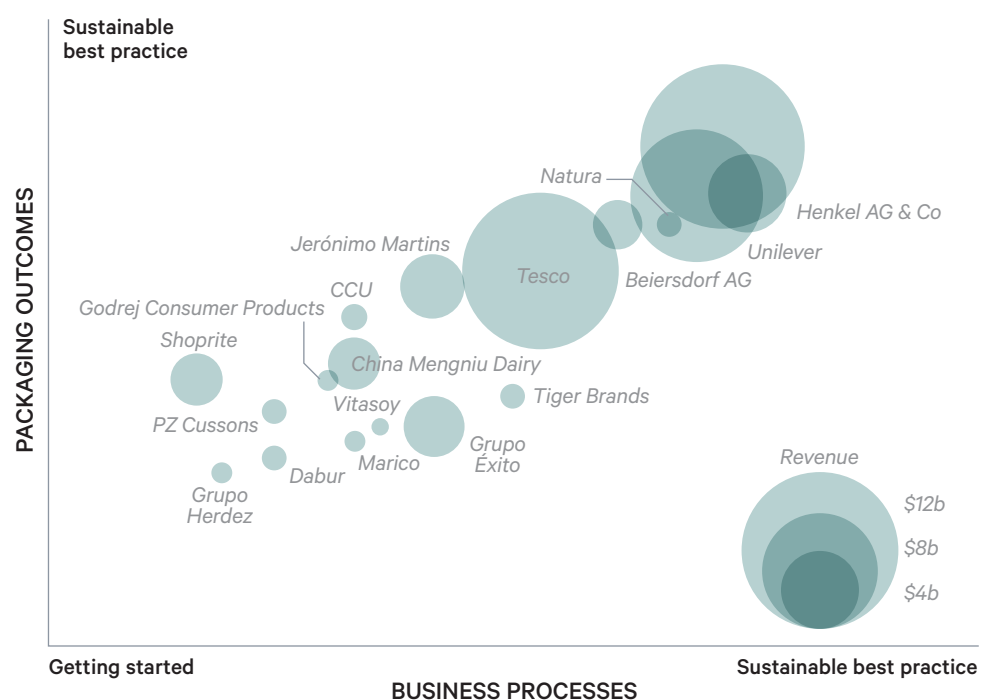 Sustainable
best practice
PACKAGING OUTCOMES
Natura
Henkel AG & Co
Unilever
Beiersdorf AG
Jerónimo Martins
Tesco
CCU
Godrej Consumer Products
Shoprite
China Mengniu Dairy
Tiger Brands
Vitasoy
PZ Cussons
Grupo
Éxito
Marico
Dabur
Grupo
Herdez
Revenue
$12b
$8b
$4b
Getting started
Sustainable best practice
BUSINESS PROCESSES